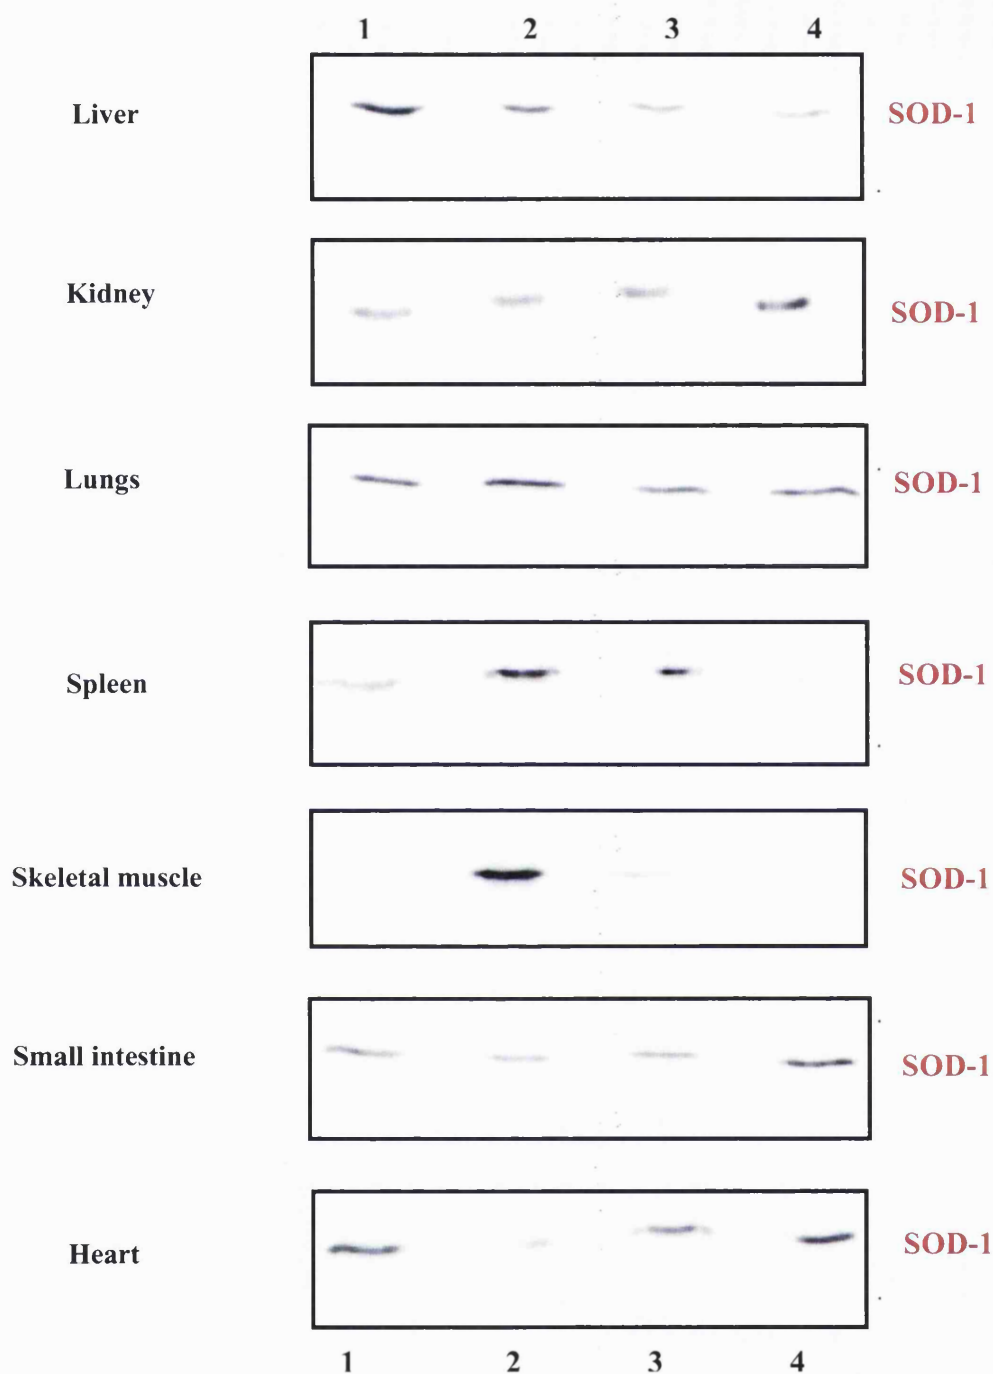 1 2 3 4
Liver SOD-1
Kidney SOD-1
Lungs SOD-1
Spleen SOD-1
Skeletal muscle SOD-1
Small intestine SOD-1
Heart SOD-1
1 2 3 4